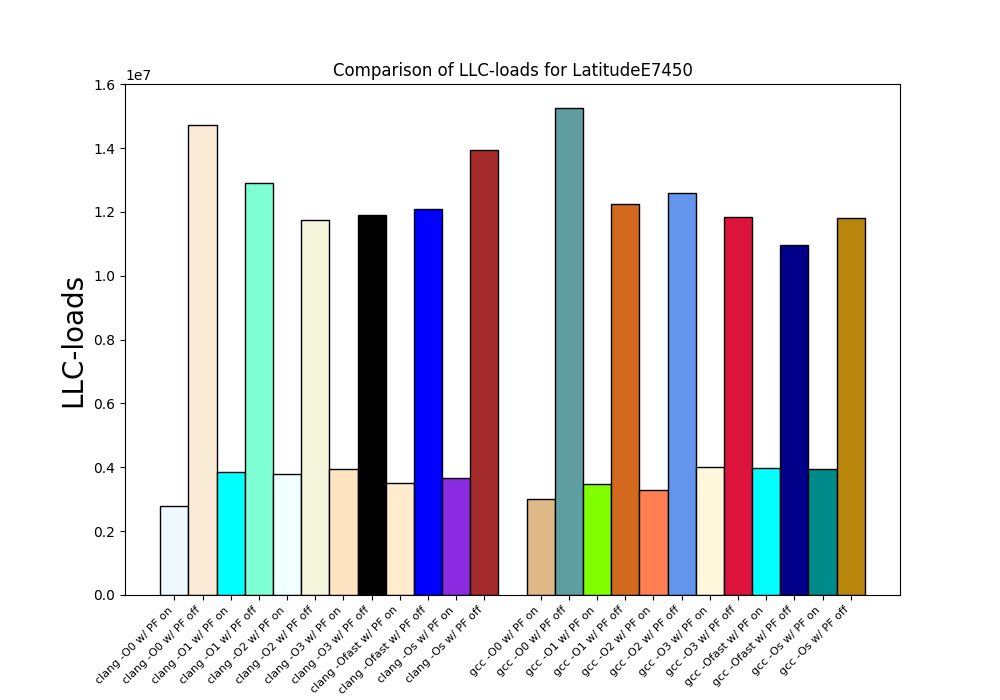 Comparison of LLC-loads for LatitudeE7450
1e7
1.6
1.4
1.2
1.0
0.8
0.6
0.4
0.2
0.0
LLC-loads
clang -O0 w/ PF on
clang -O0 w/ PF off
clang -O1 w/ PF on
clang -O1 w/ PF off
clang -O2 w/ PF on
clang -O2 w/ PF off
clang -O3 w/ PF on
clang -O3 w/ PF off
clang -Ofast w/ PF on
clang -Ofast w/ PF off
clang -Os w/ PF on
clang -Os w/ PF off
gcc -O0 w/ PF on
gcc -O0 w/ PF off
gcc -O1 w/ PF on
gcc -O1 w/ PF off
gcc -O2 w/ PF on
gcc -O2 w/ PF off
gcc -O3 w/ PF on
gcc -O3 w/ PF off
gcc -Ofast w/ PF on
gcc -Ofast w/ PF off
gcc -Os w/ PF on
gcc -Os w/ PF off